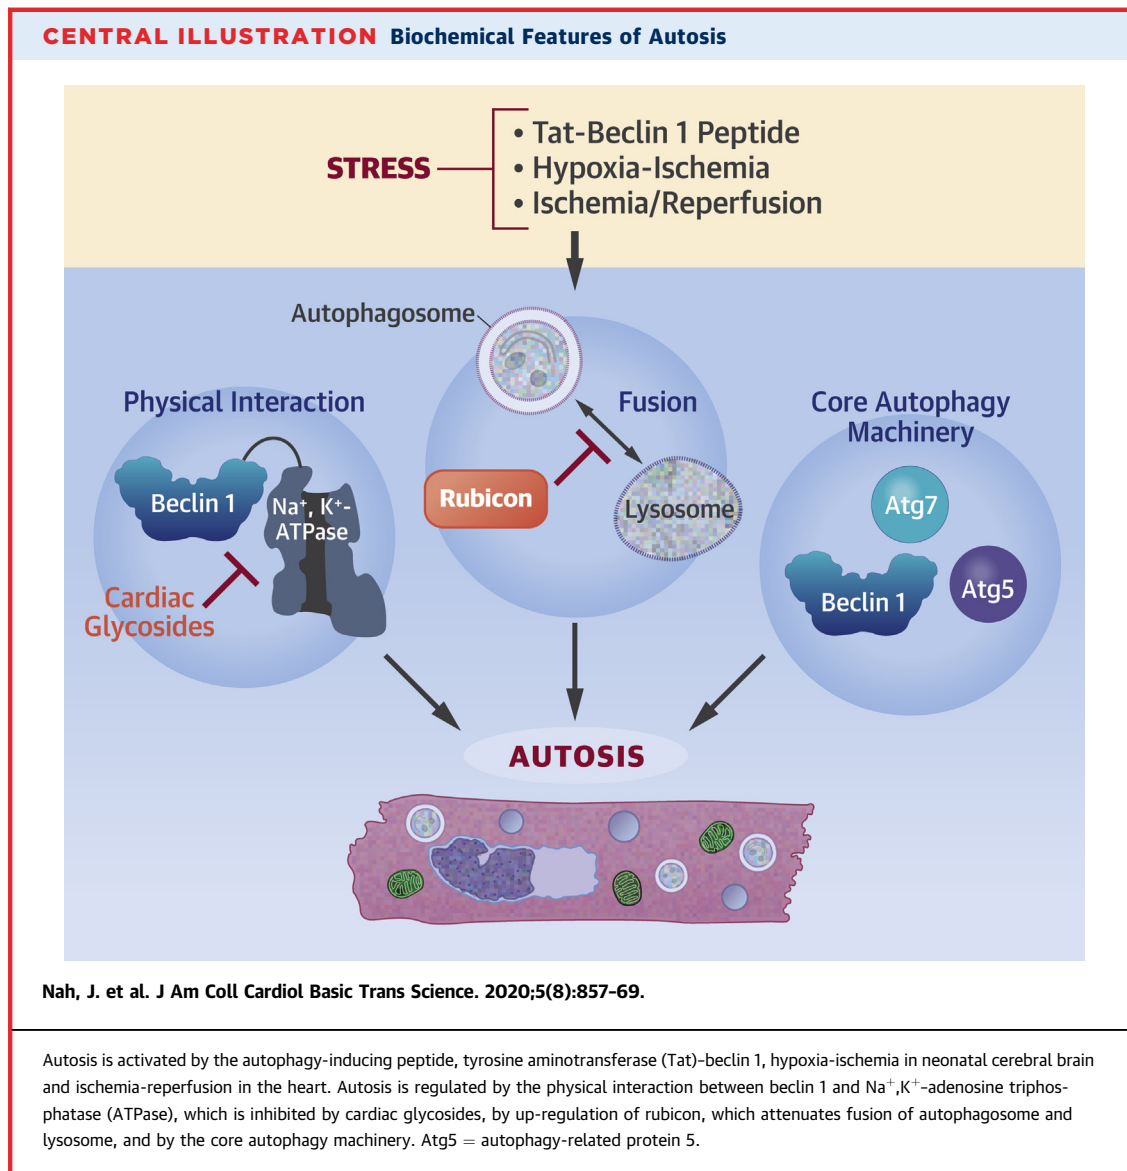 CENTRAL ILLUSTRATION Biochemical Features of Autosis
STRESS
• Tat-Beclin 1 Peptide
• Hypoxia-Ischemia
• Ischemia/Reperfusion
Autophagosome
Physical Interaction
Fusion
Core Autophagy
Machinery
Beclin 1
Na⁺, K⁺-
ATPase
Rubicon
Lysosome
Atg7
Beclin 1
Atg5
Cardiac
Glycosides
AUTOSIS
Nah, J. et al. J Am Coll Cardiol Basic Trans Science. 2020;5(8):857–69.
Autosis is activated by the autophagy-inducing peptide, tyrosine aminotransferase (Tat)–beclin 1, hypoxia-ischemia in neonatal cerebral brain
and ischemia-reperfusion in the heart. Autosis is regulated by the physical interaction between beclin 1 and Na⁺,K⁺–adenosine triphos-
phatase (ATPase), which is inhibited by cardiac glycosides, by up-regulation of rubicon, which attenuates fusion of autophagosome and
lysosome, and by the core autophagy machinery. Atg5 = autophagy-related protein 5.